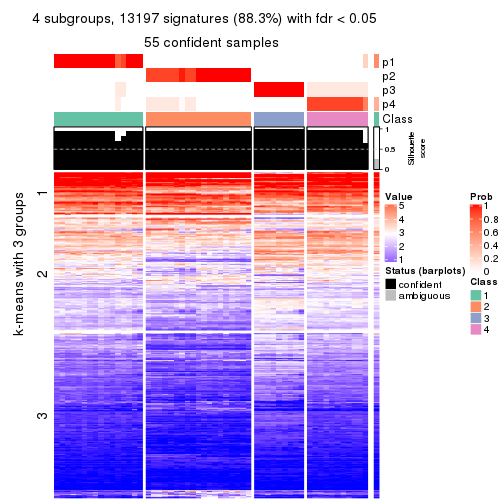 4 subgroups, 13197 signatures (88.3%) with fdr < 0.05
55 confident samples
p1
p2
p3
p4
Class
1
0.5
0
Silhouette
score
k-means with 3 groups
1
2
3
Value
5
4
3
2
1
Status (barplots)
confident
ambiguous
Prob
1
0.8
0.6
0.4
0.2
0
Class
1
2
3
4